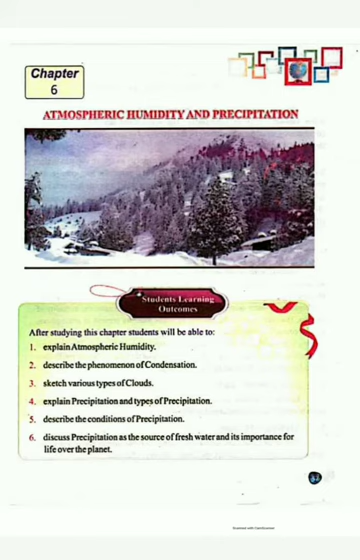 Chapter
6
ATMOSPHERIC HUMIDITY AND PRECIPITATION
Students Learning
Outcomes
After studying this chapter students will be able to:
1. explain Atmospheric Humidity.
2. describe the phenomenon of Condensation.
3. sketch various types of Clouds.
4. explain Precipitation and types of Precipitation.
5. describe the conditions of Precipitation.
6. discuss Precipitation as the source of fresh water and its importance for
life over the planet.
Scanned with CamScanner